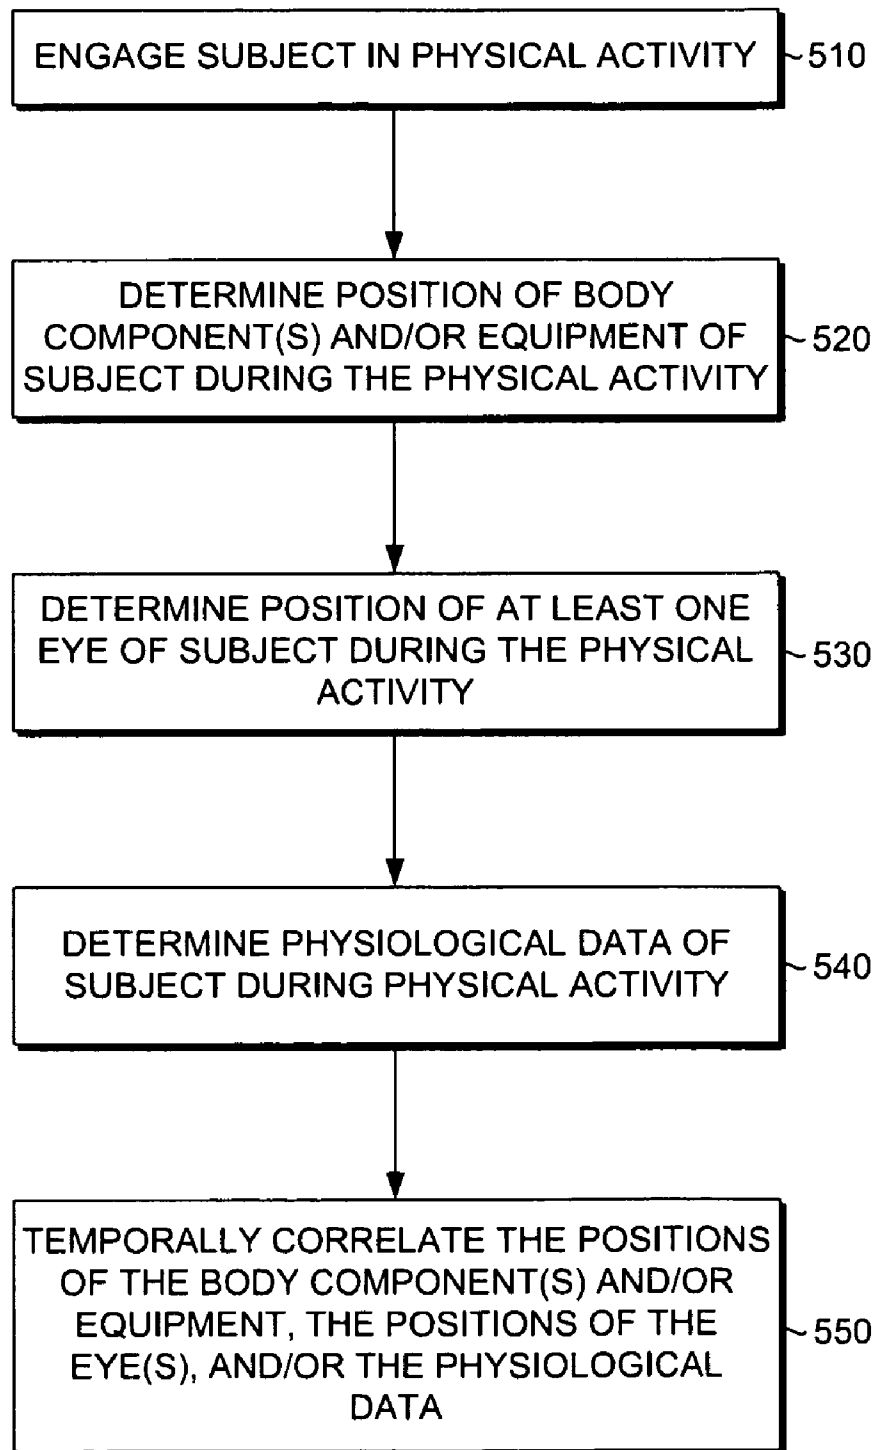 ENGAGE SUBJECT IN PHYSICAL ACTIVITY
510
DETERMINE POSITION OF BODY
COMPONENT(S) AND/OR EQUIPMENT OF
SUBJECT DURING THE PHYSICAL ACTIVITY
520
DETERMINE POSITION OF AT LEAST ONE
EYE OF SUBJECT DURING THE PHYSICAL
ACTIVITY
530
DETERMINE PHYSIOLOGICAL DATA OF
SUBJECT DURING PHYSICAL ACTIVITY
540
TEMPORALLY CORRELATE THE POSITIONS
OF THE BODY COMPONENT(S) AND/OR
EQUIPMENT, THE POSITIONS OF THE
EYE(S), AND/OR THE PHYSIOLOGICAL
DATA
550